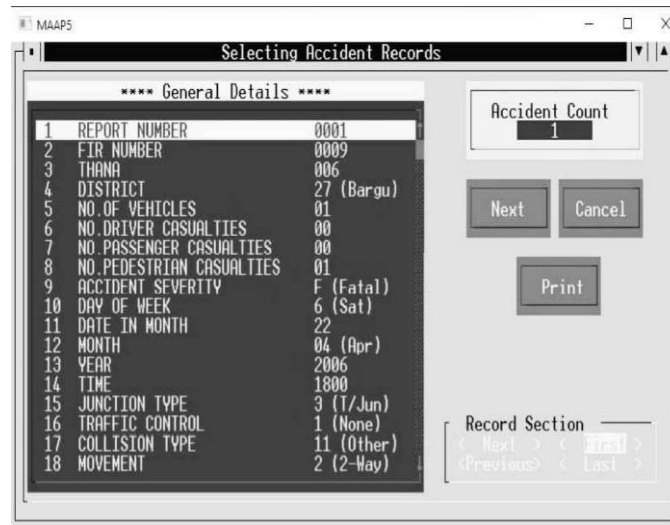 MAAP5
Selecting Accident Records
**** General Details ****
1 REPORT NUMBER 0001
2 FIR NUMBER 0009
3 THANA 006
4 DISTRICT 27 (Bargu)
5 NO.OF VEHICLES 01
6 NO.DRIVER CASUALTIES 00
7 NO.PASSENGER CASUALTIES 00
8 NO.PEDESTRIAN CASUALTIES 01
9 ACCIDENT SEVERITY F (Fatal)
10 DAY OF WEEK 6 (Sat)
11 DATE IN MONTH 22
12 MONTH 04 (Apr)
13 YEAR 2006
14 TIME 1800
15 JUNCTION TYPE 3 (T/Jun)
16 TRAFFIC CONTROL 1 (None)
17 COLLISION TYPE 11 (Other)
18 MOVEMENT 2 (2-Way)
Accident Count
1
Next Cancel
Print
Record Section
< Next > < First >
<Previous> < Last >